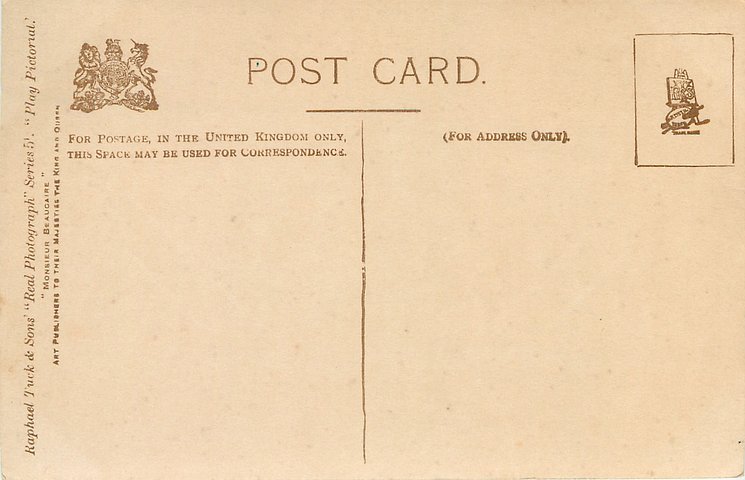 POST CARD.
FOR POSTAGE, IN THE UNITED KINGDOM ONLY,
THIS SPACE MAY BE USED FOR CORRESPONDENCE.
(FOR ADDRESS ONLY).
Raphael Tuck & Sons' "Real Photograph" Series "Play Pictorial."
"MONSIEUR BEAUCAIRE"
ART PUBLISHERS TO THEIR MAJESTIES THE KING AND QUEEN